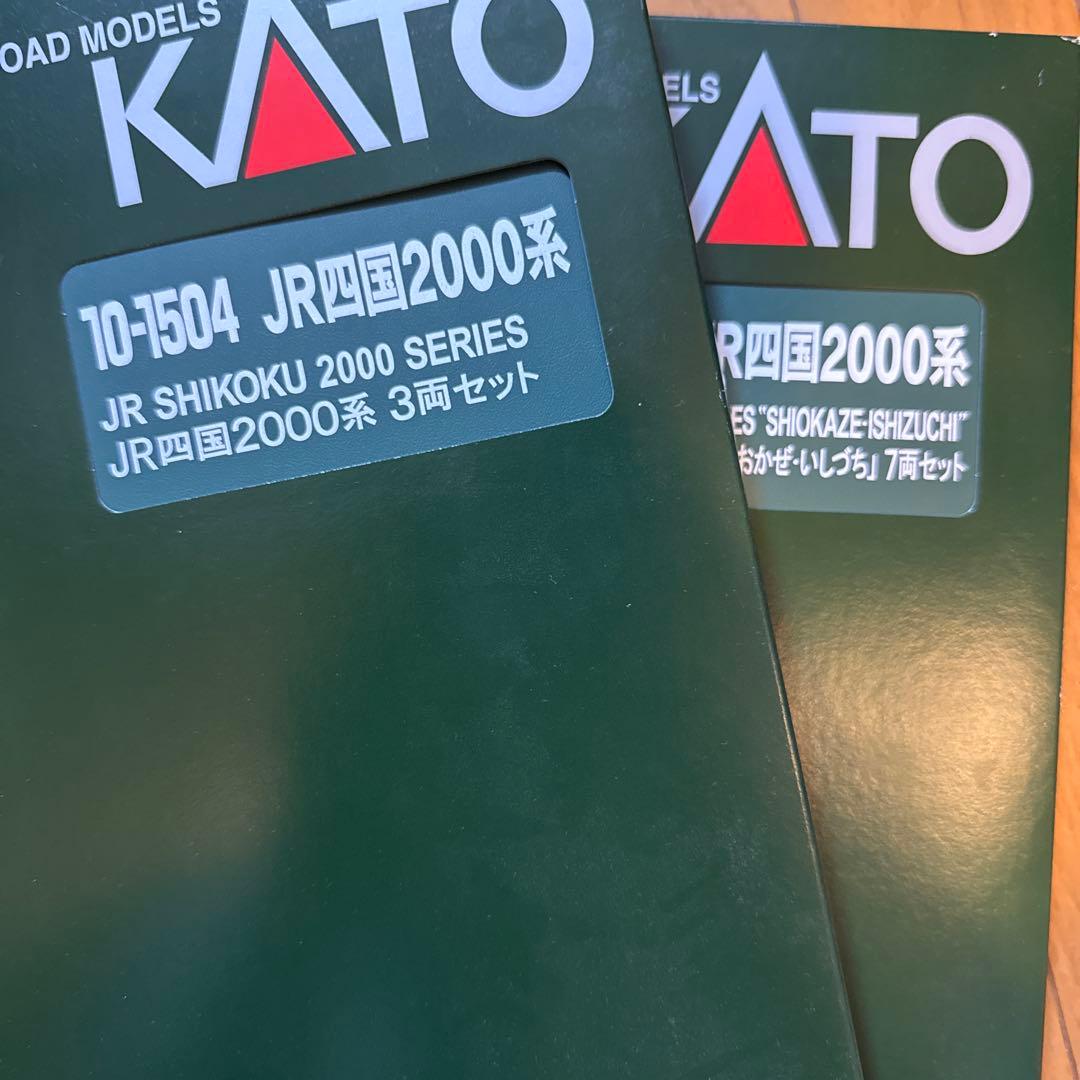 OAD MODELS
KATO
10-1504 JR四国2000系
JR SHIKOKU 2000 SERIES
JR四国2000系 3両セット
ELS
KATO
R四国2000系
ES "SHIOKAZE-ISHIZUCHI"
おかぜ・いしづち」 7両セット